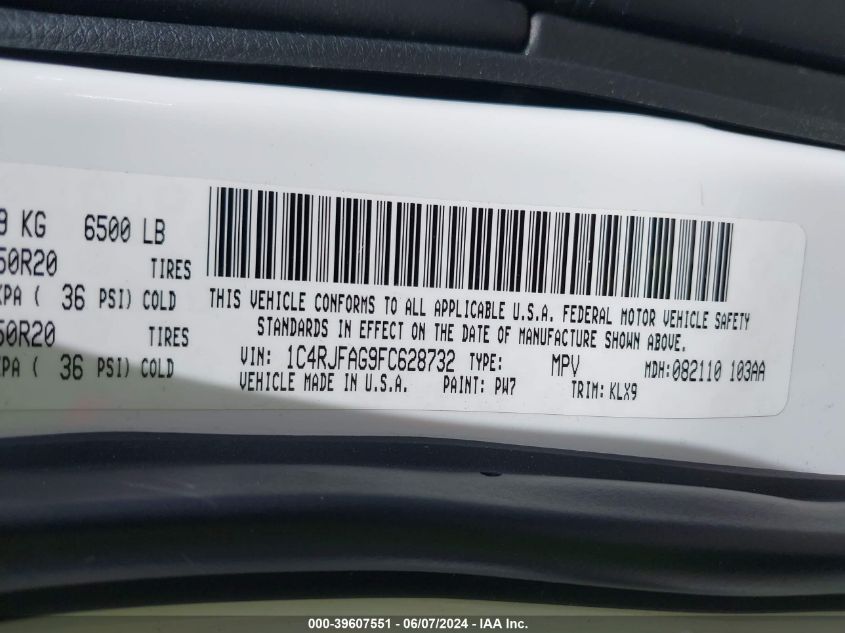 9 KG 6500 LB
50R20 TIRES
KPA ( 36 PSI) COLD
50R20 TIRES
KPA ( 36 PSI) COLD
THIS VEHICLE CONFORMS TO ALL APPLICABLE U.S.A. FEDERAL MOTOR VEHICLE SAFETY
STANDARDS IN EFFECT ON THE DATE OF MANUFACTURE SHOWN ABOVE.
VIN: 1C4RJFAG9FC628732 TYPE: MPV MDH:082110 103AA
VEHICLE MADE IN U.S.A. PAINT: PW7 TRIM: KLX9
000-39607551 - 06/07/2024 - IAA Inc.